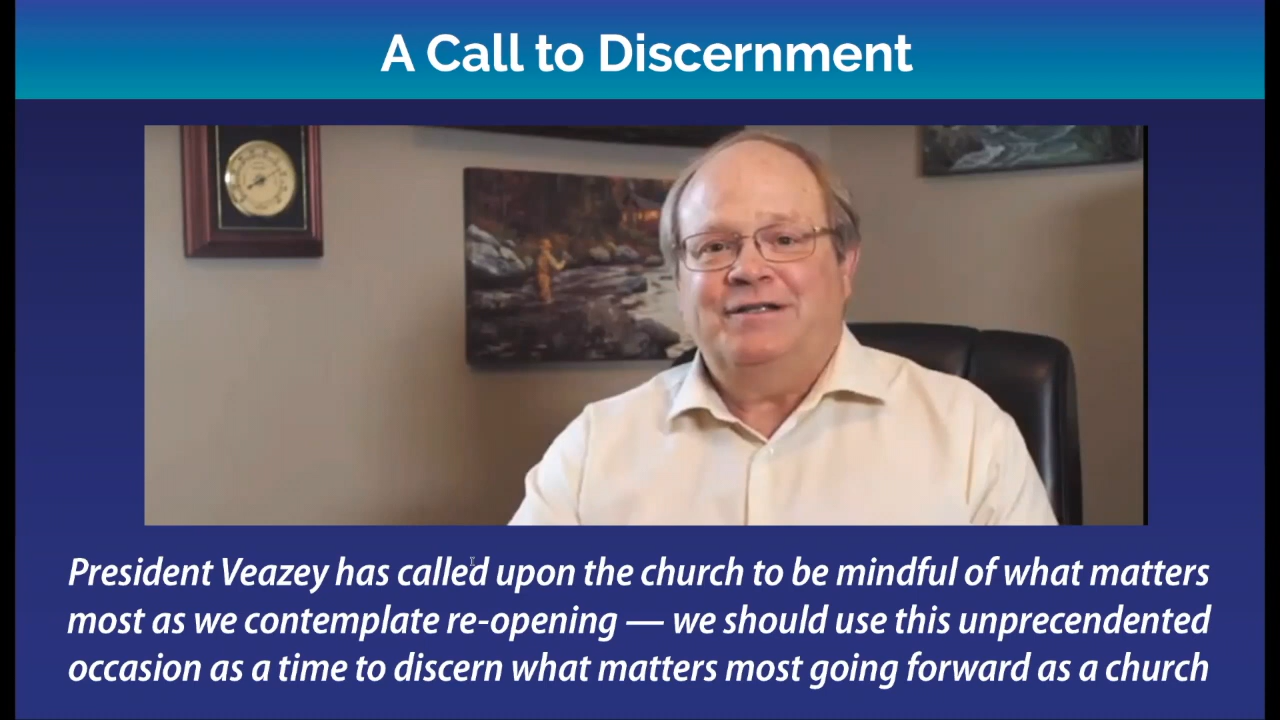 A Call to Discernment
President Veazey has called upon the church to be mindful of what matters
most as we contemplate re-opening — we should use this unprecendented
occasion as a time to discern what matters most going forward as a church